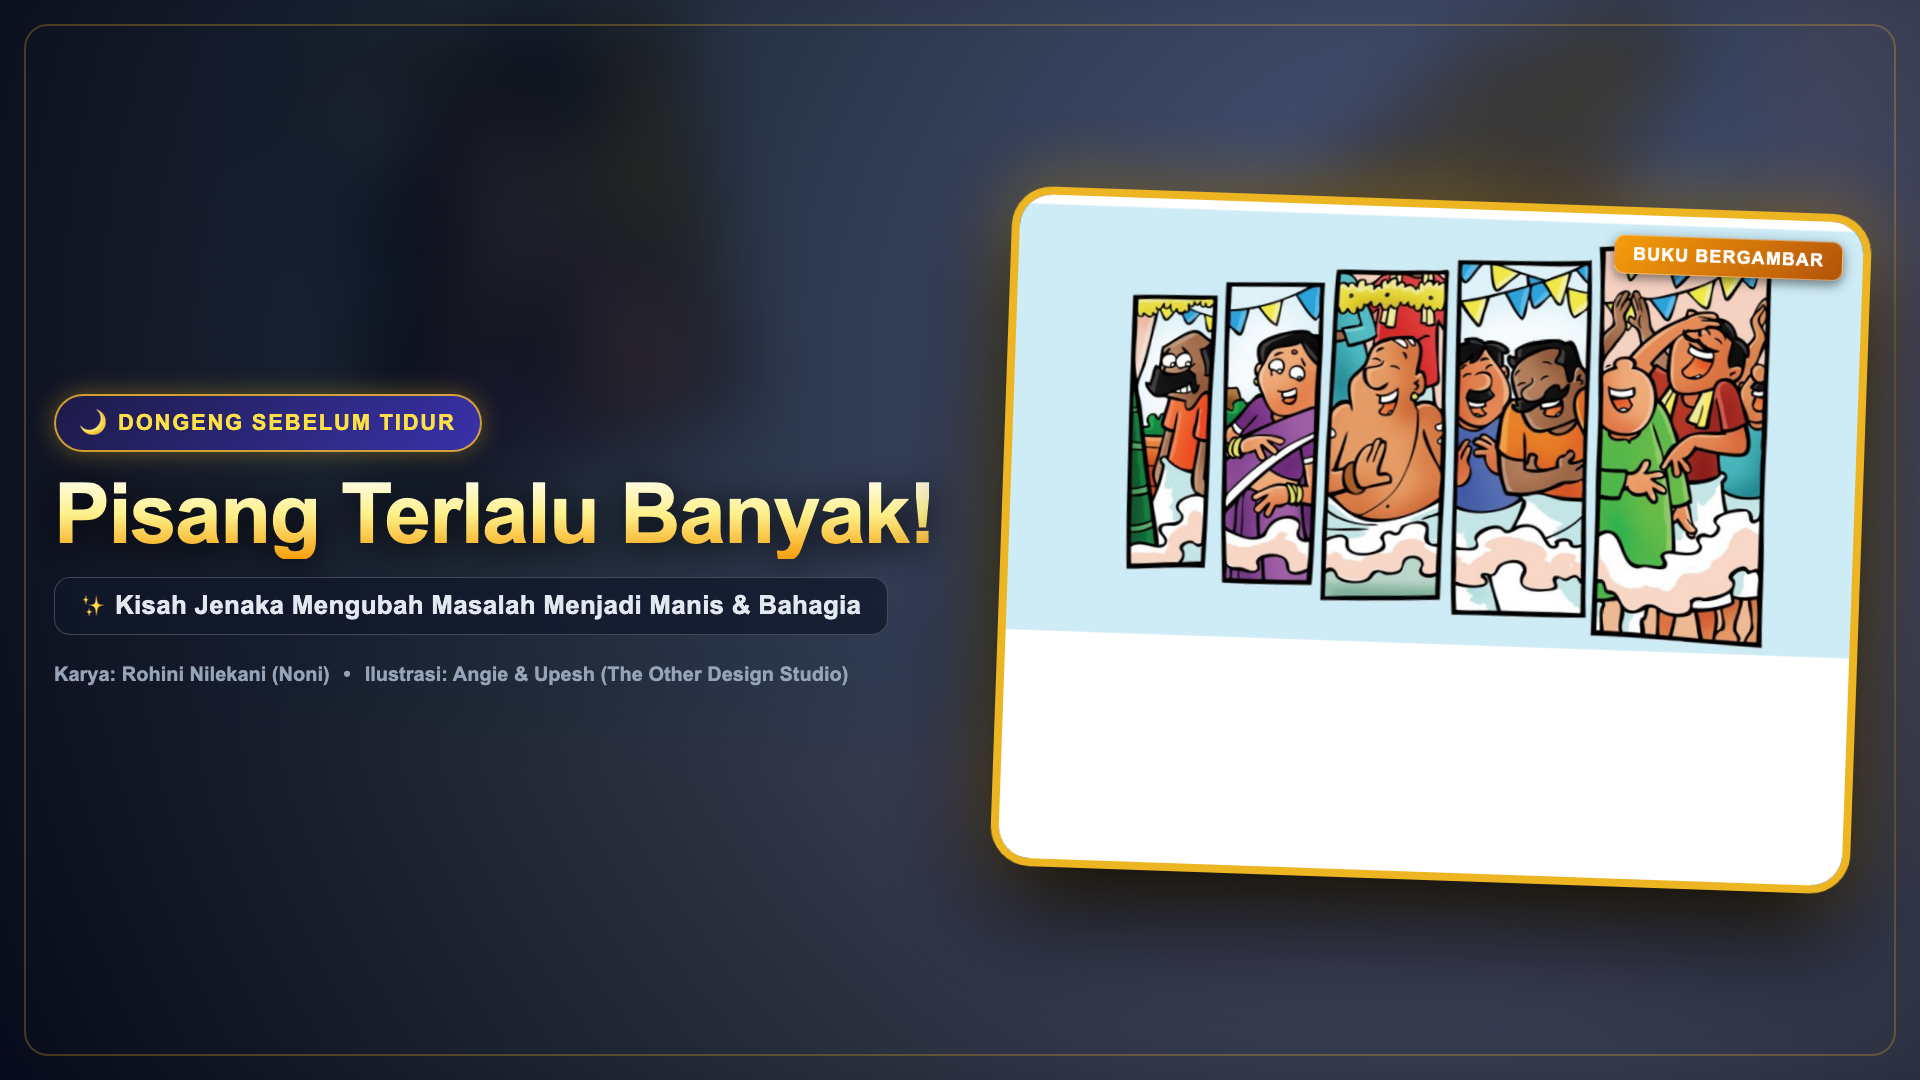 🌙 DONGENG SEBELUM TIDUR
Pisang Terlalu Banyak!
✨ Kisah Jenaka Mengubah Masalah Menjadi Manis & Bahagia
Karya: Rohini Nilekani (Noni) • Ilustrasi: Angie & Upesh (The Other Design Studio)
BUKU BERGAMBAR